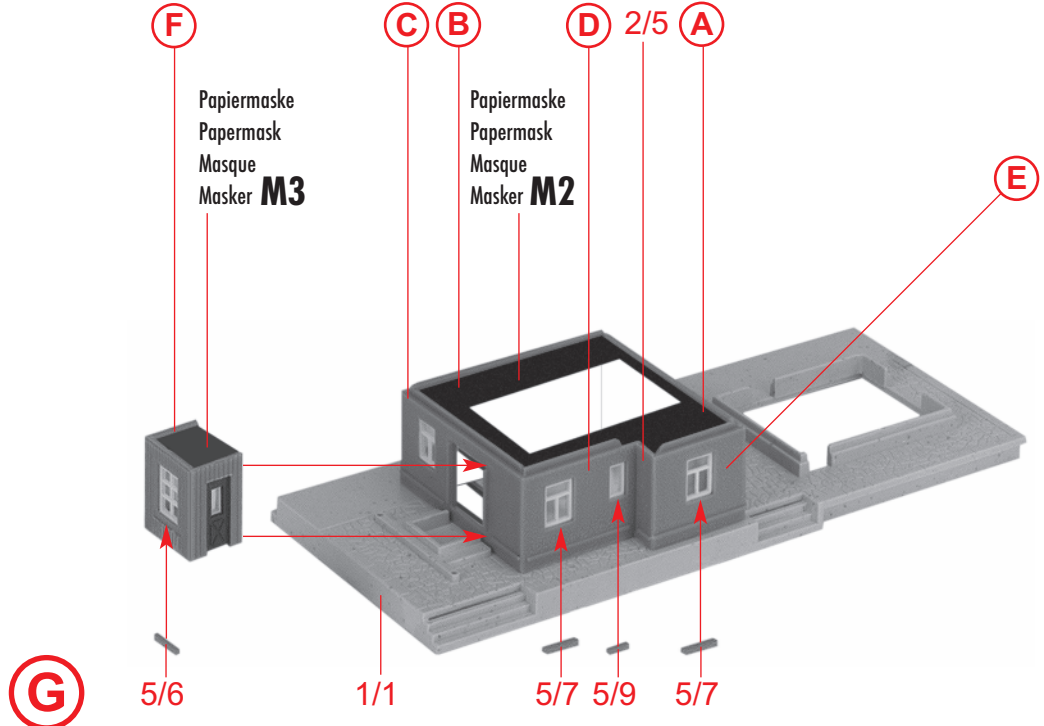 F C B D 2/5 A
Papiermaske
Papermask
Masque
Masker M3
Papiermaske
Papermask
Masque
Masker M2
E
G 5/6 1/1 5/7 5/9 5/7